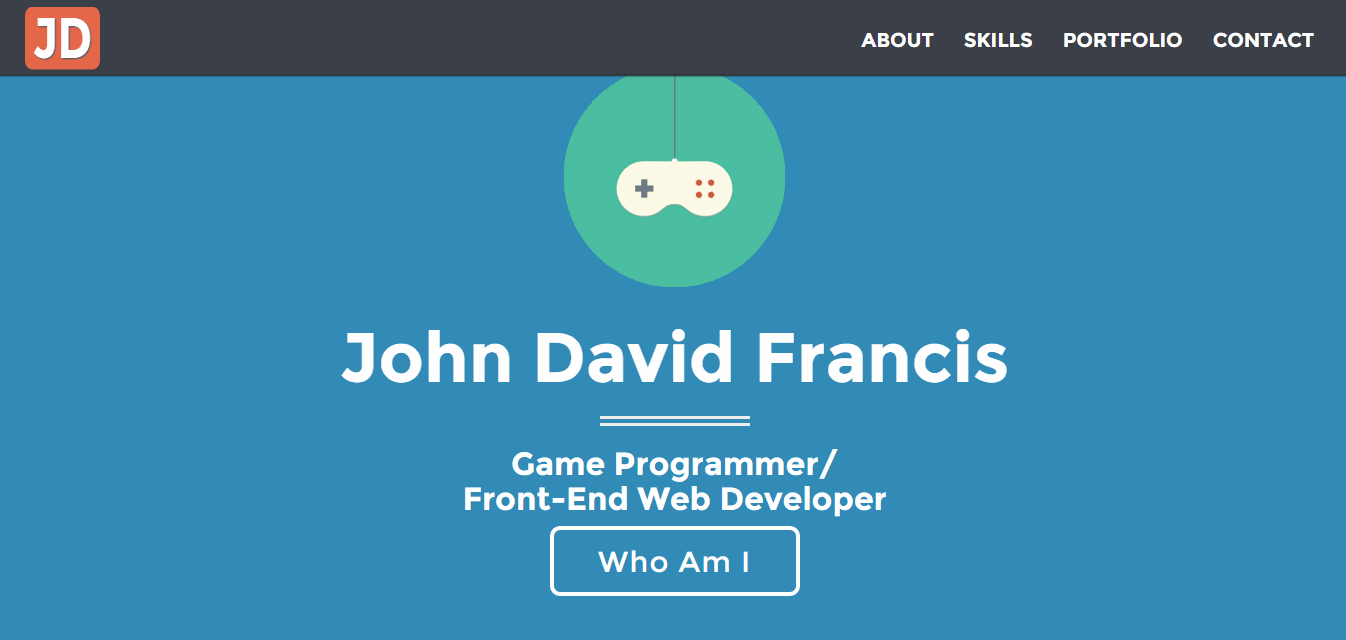 JD
ABOUT SKILLS PORTFOLIO CONTACT
John David Francis
Game Programmer/
Front-End Web Developer
Who Am I